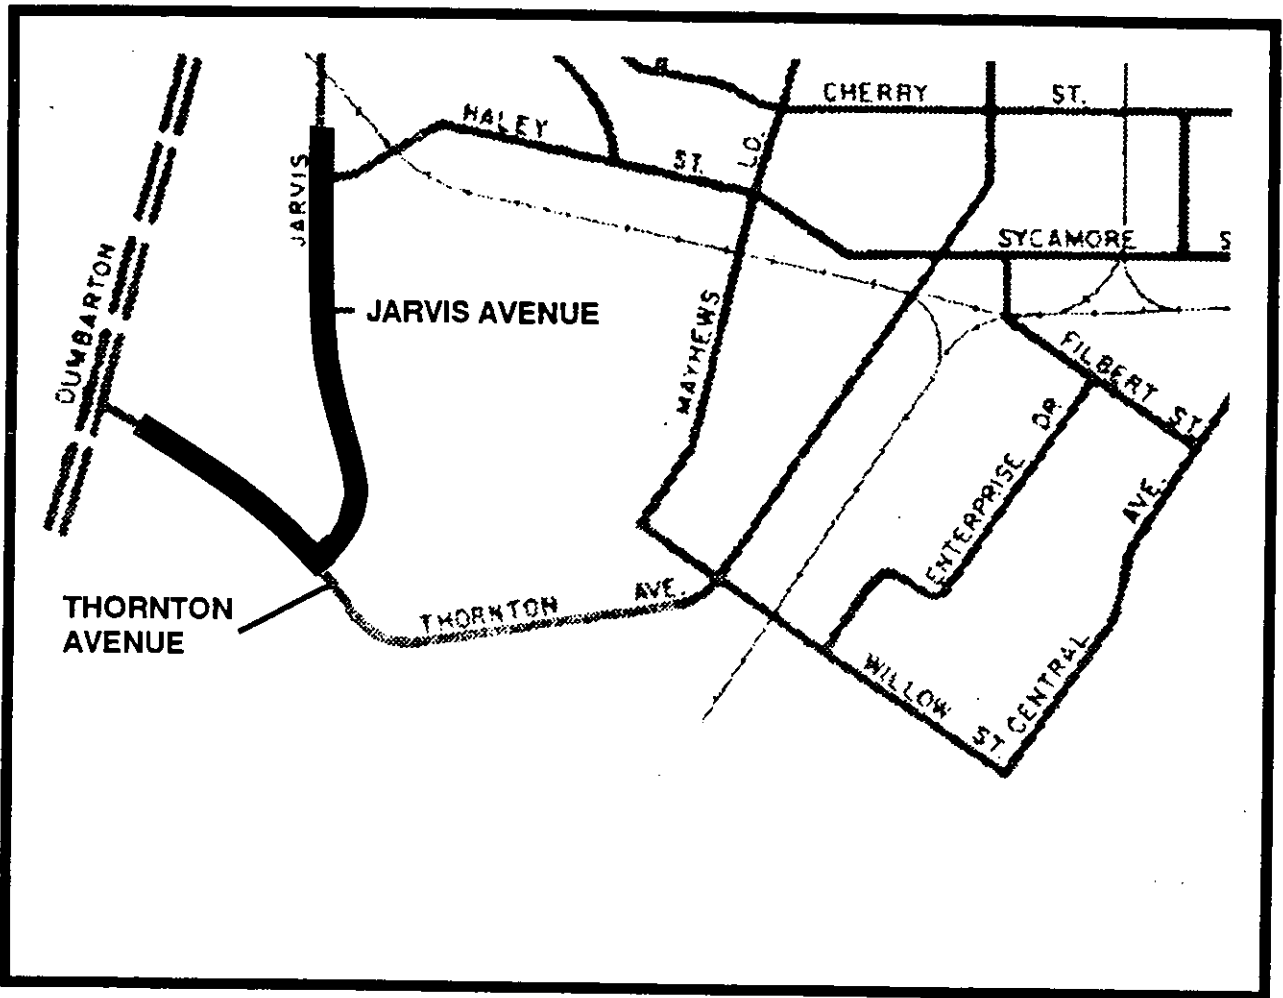 CHERRY ST.
HALEY ST.
LD.
JARVIS
SYCAMORE S
DUMBARTON
JARVIS AVENUE
MAYHEWS
FILBERT ST.
ENTERPRISE DR.
AVE.
THORNTON AVE.
THORNTON
AVENUE
WILLOW ST.
CENTRAL